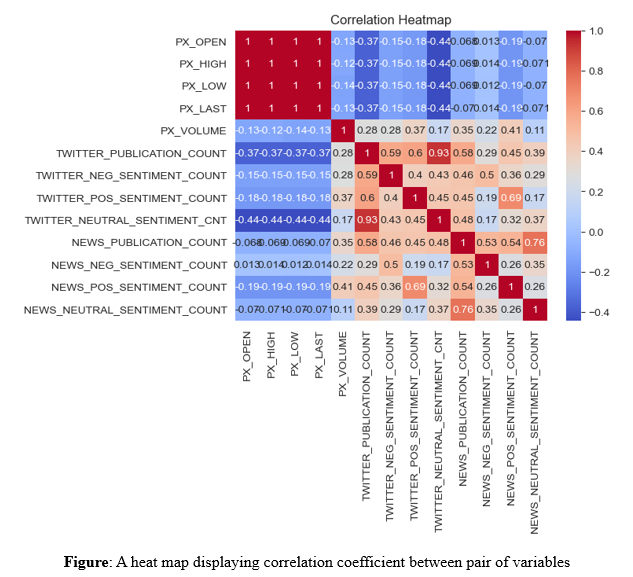 Correlation Heatmap
PX_OPEN 1 1 1 1 -0.13 -0.37 -0.15 -0.18 -0.44 -0.068 0.013 -0.19 -0.07
PX_HIGH 1 1 1 1 -0.12 -0.37 -0.15 -0.18 -0.44 -0.069 0.014 -0.19 -0.071
PX_LOW 1 1 1 1 -0.14 -0.37 -0.15 -0.18 -0.44 -0.069 0.012 -0.19 -0.07
PX_LAST 1 1 1 1 -0.13 -0.37 -0.15 -0.18 -0.44 -0.07 0.014 -0.19 -0.071
PX_VOLUME -0.13 -0.12 -0.14 -0.13 1 0.28 0.28 0.37 0.17 0.35 0.22 0.41 0.11
TWITTER_PUBLICATION_COUNT -0.37 -0.37 -0.37 -0.37 0.28 1 0.59 0.6 0.93 0.58 0.29 0.45 0.39
TWITTER_NEG_SENTIMENT_COUNT -0.15 -0.15 -0.15 -0.15 0.28 0.59 1 0.4 0.43 0.46 0.5 0.36 0.29
TWITTER_POS_SENTIMENT_COUNT -0.18 -0.18 -0.18 -0.18 0.37 0.6 0.4 1 0.45 0.45 0.19 0.69 0.17
TWITTER_NEUTRAL_SENTIMENT_CNT -0.44 -0.44 -0.44 -0.44 0.17 0.93 0.43 0.45 1 0.48 0.17 0.32 0.37
NEWS_PUBLICATION_COUNT -0.068 -0.069 -0.069 -0.07 0.35 0.58 0.46 0.45 0.48 1 0.53 0.54 0.76
NEWS_NEG_SENTIMENT_COUNT 0.013 0.014 0.012 0.014 0.22 0.29 0.5 0.19 0.17 0.53 1 0.26 0.35
NEWS_POS_SENTIMENT_COUNT -0.19 -0.19 -0.19 -0.19 0.41 0.45 0.36 0.69 0.32 0.54 0.26 1 0.26
NEWS_NEUTRAL_SENTIMENT_COUNT -0.07 -0.071 -0.07 -0.071 0.11 0.39 0.29 0.17 0.37 0.76 0.35 0.26 1
PX_OPEN
PX_HIGH
PX_LOW
PX_LAST
PX_VOLUME
TWITTER_PUBLICATION_COUNT
TWITTER_NEG_SENTIMENT_COUNT
TWITTER_POS_SENTIMENT_COUNT
TWITTER_NEUTRAL_SENTIMENT_CNT
NEWS_PUBLICATION_COUNT
NEWS_NEG_SENTIMENT_COUNT
NEWS_POS_SENTIMENT_COUNT
NEWS_NEUTRAL_SENTIMENT_COUNT
1.0
0.8
0.6
0.4
0.2
0.0
−0.2
−0.4
Figure: A heat map displaying correlation coefficient between pair of variables